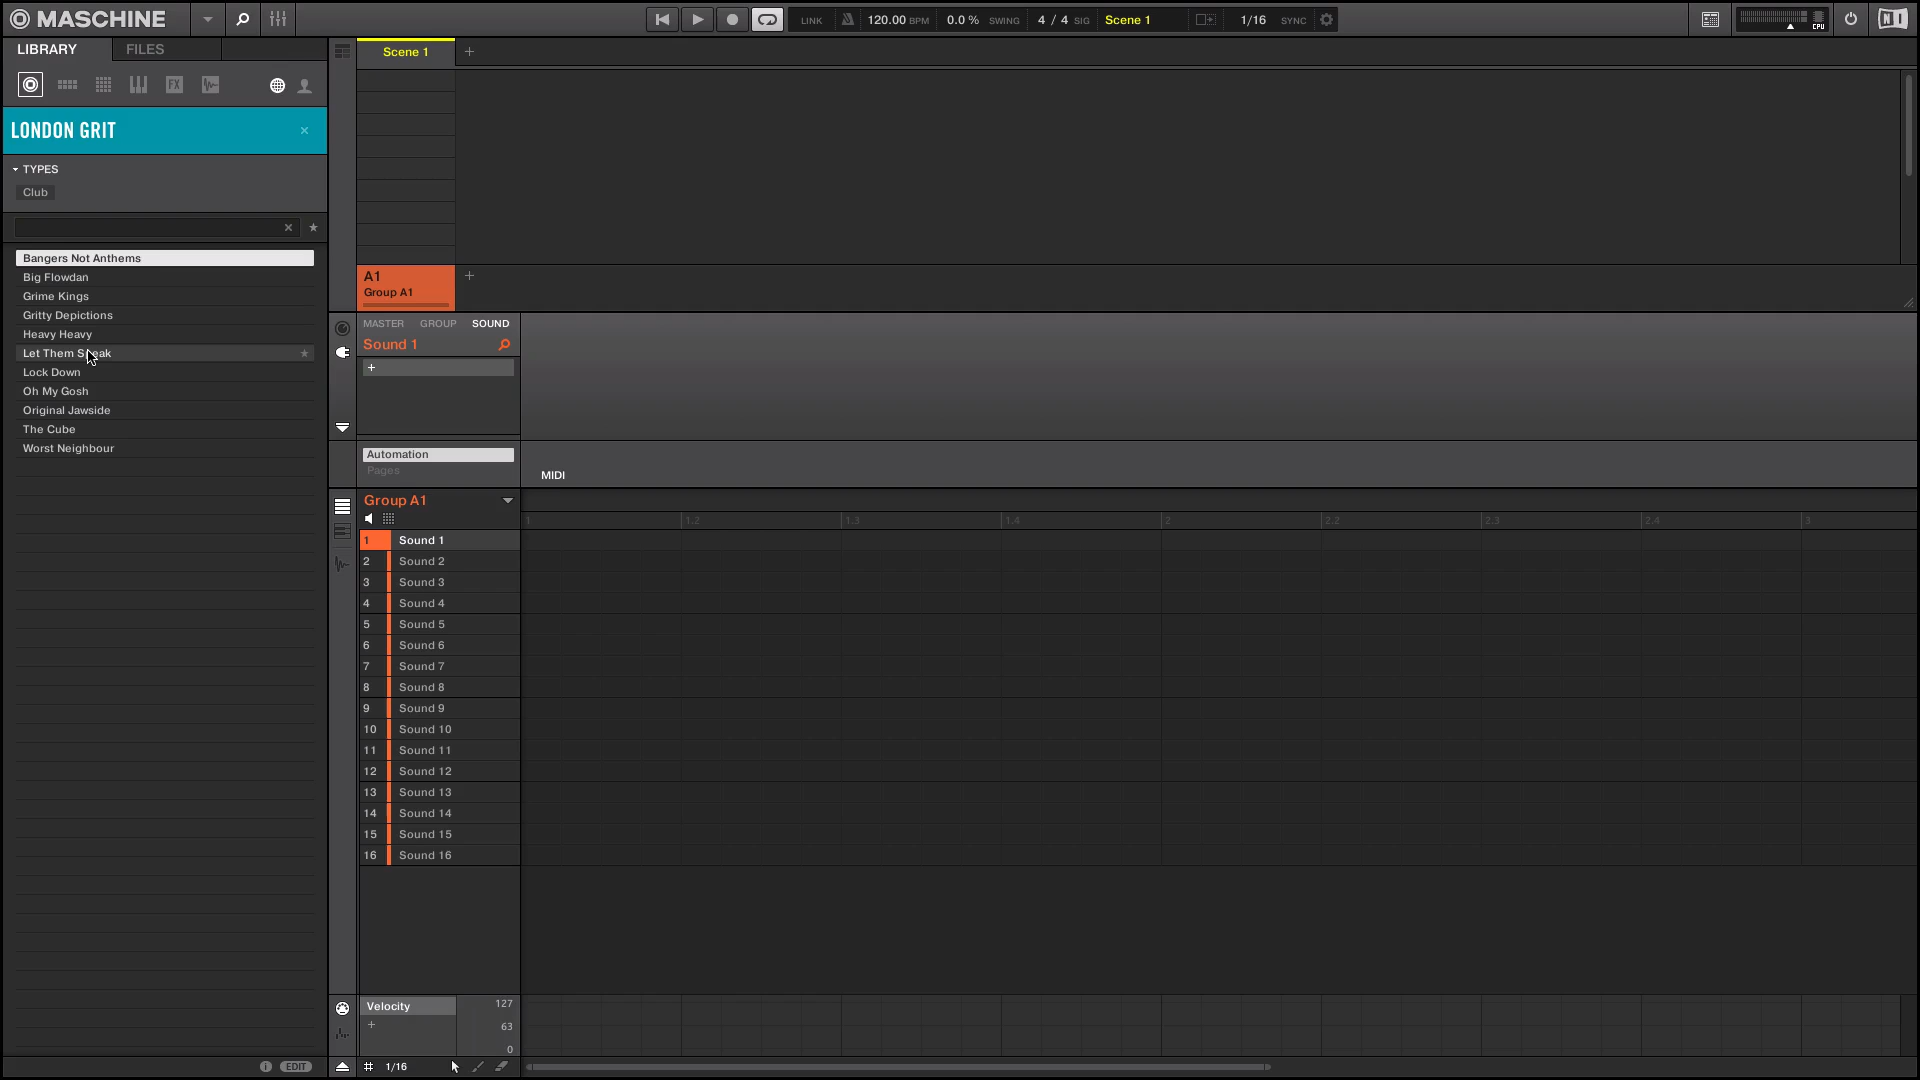 MASCHINE
LINK
120.00 BPM
0.0 % SWING
4 / 4 SIG
Scene 1
1/16 SYNC
CPU
LIBRARY
FILES
FX
LONDON GRIT
TYPES
Club
Bangers Not Anthems
Big Flowdan
Grime Kings
Gritty Depictions
Heavy Heavy
Let Them Speak
Lock Down
Oh My Gosh
Original Jawside
The Cube
Worst Neighbour
EDIT
Scene 1
A1
Group A1
MASTER
GROUP
SOUND
Sound 1
Automation
Pages
MIDI
Group A1
1
1.2
1.3
1.4
2
2.2
2.3
2.4
3
1 Sound 1
2 Sound 2
3 Sound 3
4 Sound 4
5 Sound 5
6 Sound 6
7 Sound 7
8 Sound 8
9 Sound 9
10 Sound 10
11 Sound 11
12 Sound 12
13 Sound 13
14 Sound 14
15 Sound 15
16 Sound 16
Velocity
127
63
0
1/16